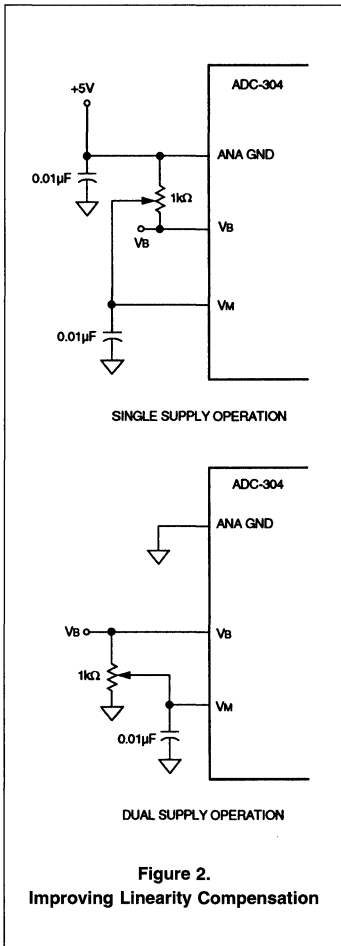 +5V
ADC-304
ANA GND
0.01μF
1kΩ
VB
VB
VM
0.01μF
SINGLE SUPPLY OPERATION
ADC-304
ANA GND
VB
VB
1kΩ
VM
0.01μF
DUAL SUPPLY OPERATION
Figure 2.
Improving Linearity Compensation